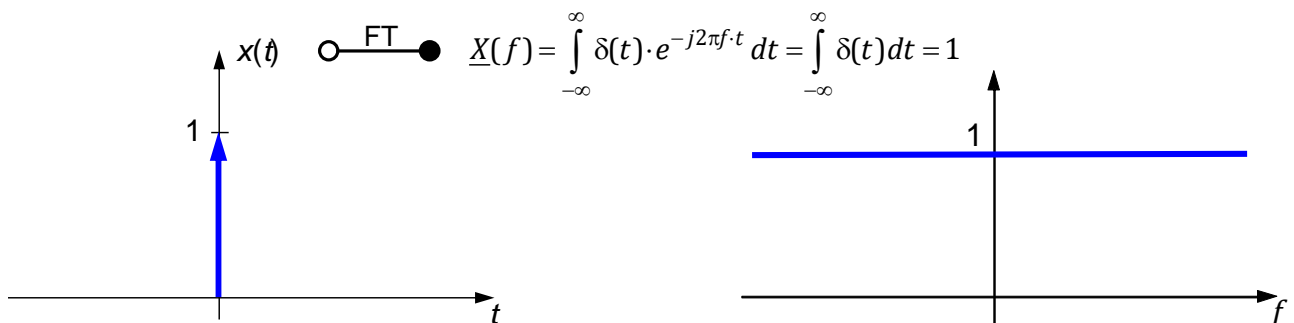 x(t) FT X(f) = ∫_{-∞}^{∞} δ(t)·e^{-j2πf·t} dt = ∫_{-∞}^{∞} δ(t)dt = 1
1 1
t f